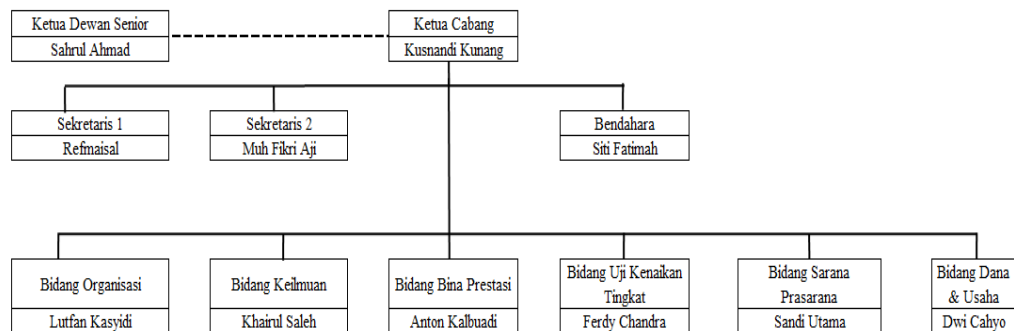 Ketua Dewan Senior
Sahrul Ahmad
Ketua Cabang
Kusnandi Kunang
Sekretaris 1
Refmaisal
Sekretaris 2
Muh Fikri Aji
Bendahara
Siti Fatimah
Bidang Organisasi
Lutfan Kasyidi
Bidang Keilmuan
Khairul Saleh
Bidang Bina Prestasi
Anton Kalbuadi
Bidang Uji Kenaikan
Tingkat
Ferdy Chandra
Bidang Sarana
Prasarana
Sandi Utama
Bidang Dana
& Usaha
Dwi Cahyo